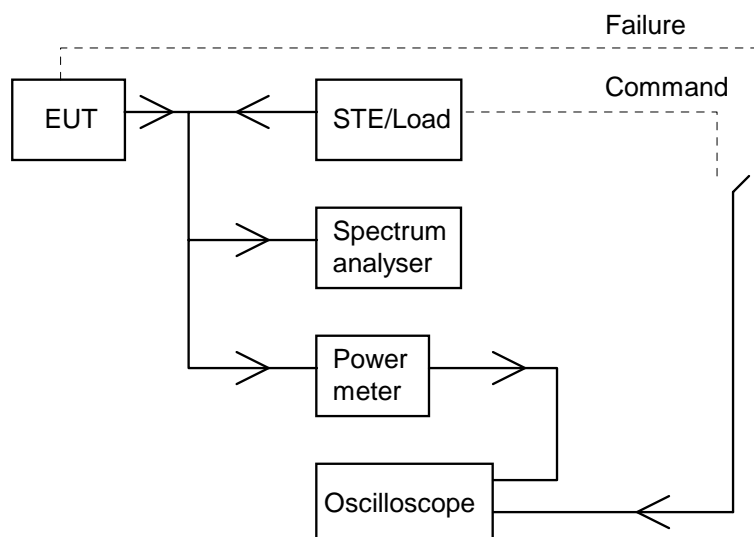 Failure
EUT
STE/Load
Command
Spectrum
analyser
Power
meter
Oscilloscope